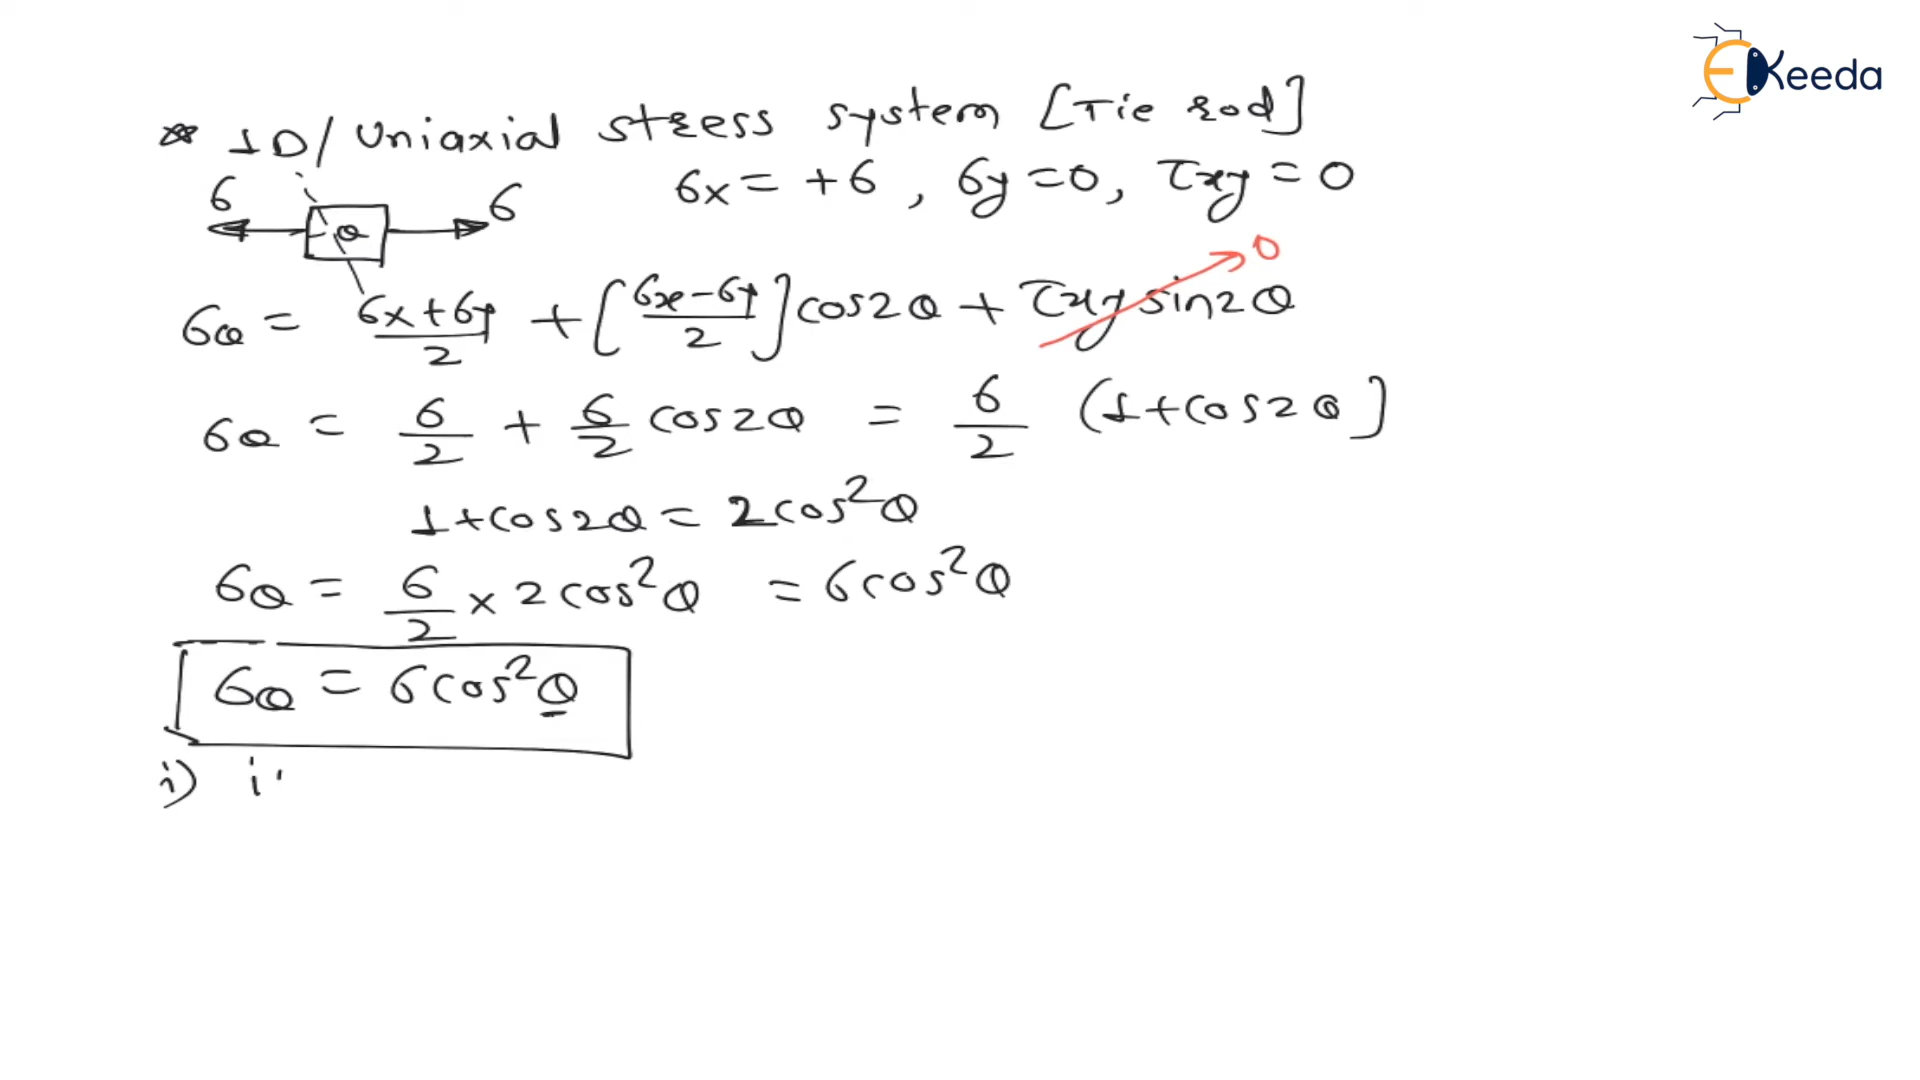 EKeeda
* 1D/Uniaxial stress system [Tie rod]
σ σ σx = +σ , σy = 0, τxy = 0
θ
σθ = σx+σy/2 + [σx-σy/2] cos2θ + τxy sin2θ 0
σθ = σ/2 + σ/2 cos2θ = σ/2 (1+cos2θ]
1+cos2θ = 2cos²θ
σθ = σ/2 × 2cos²θ = σcos²θ
σθ = σcos²θ
i) i